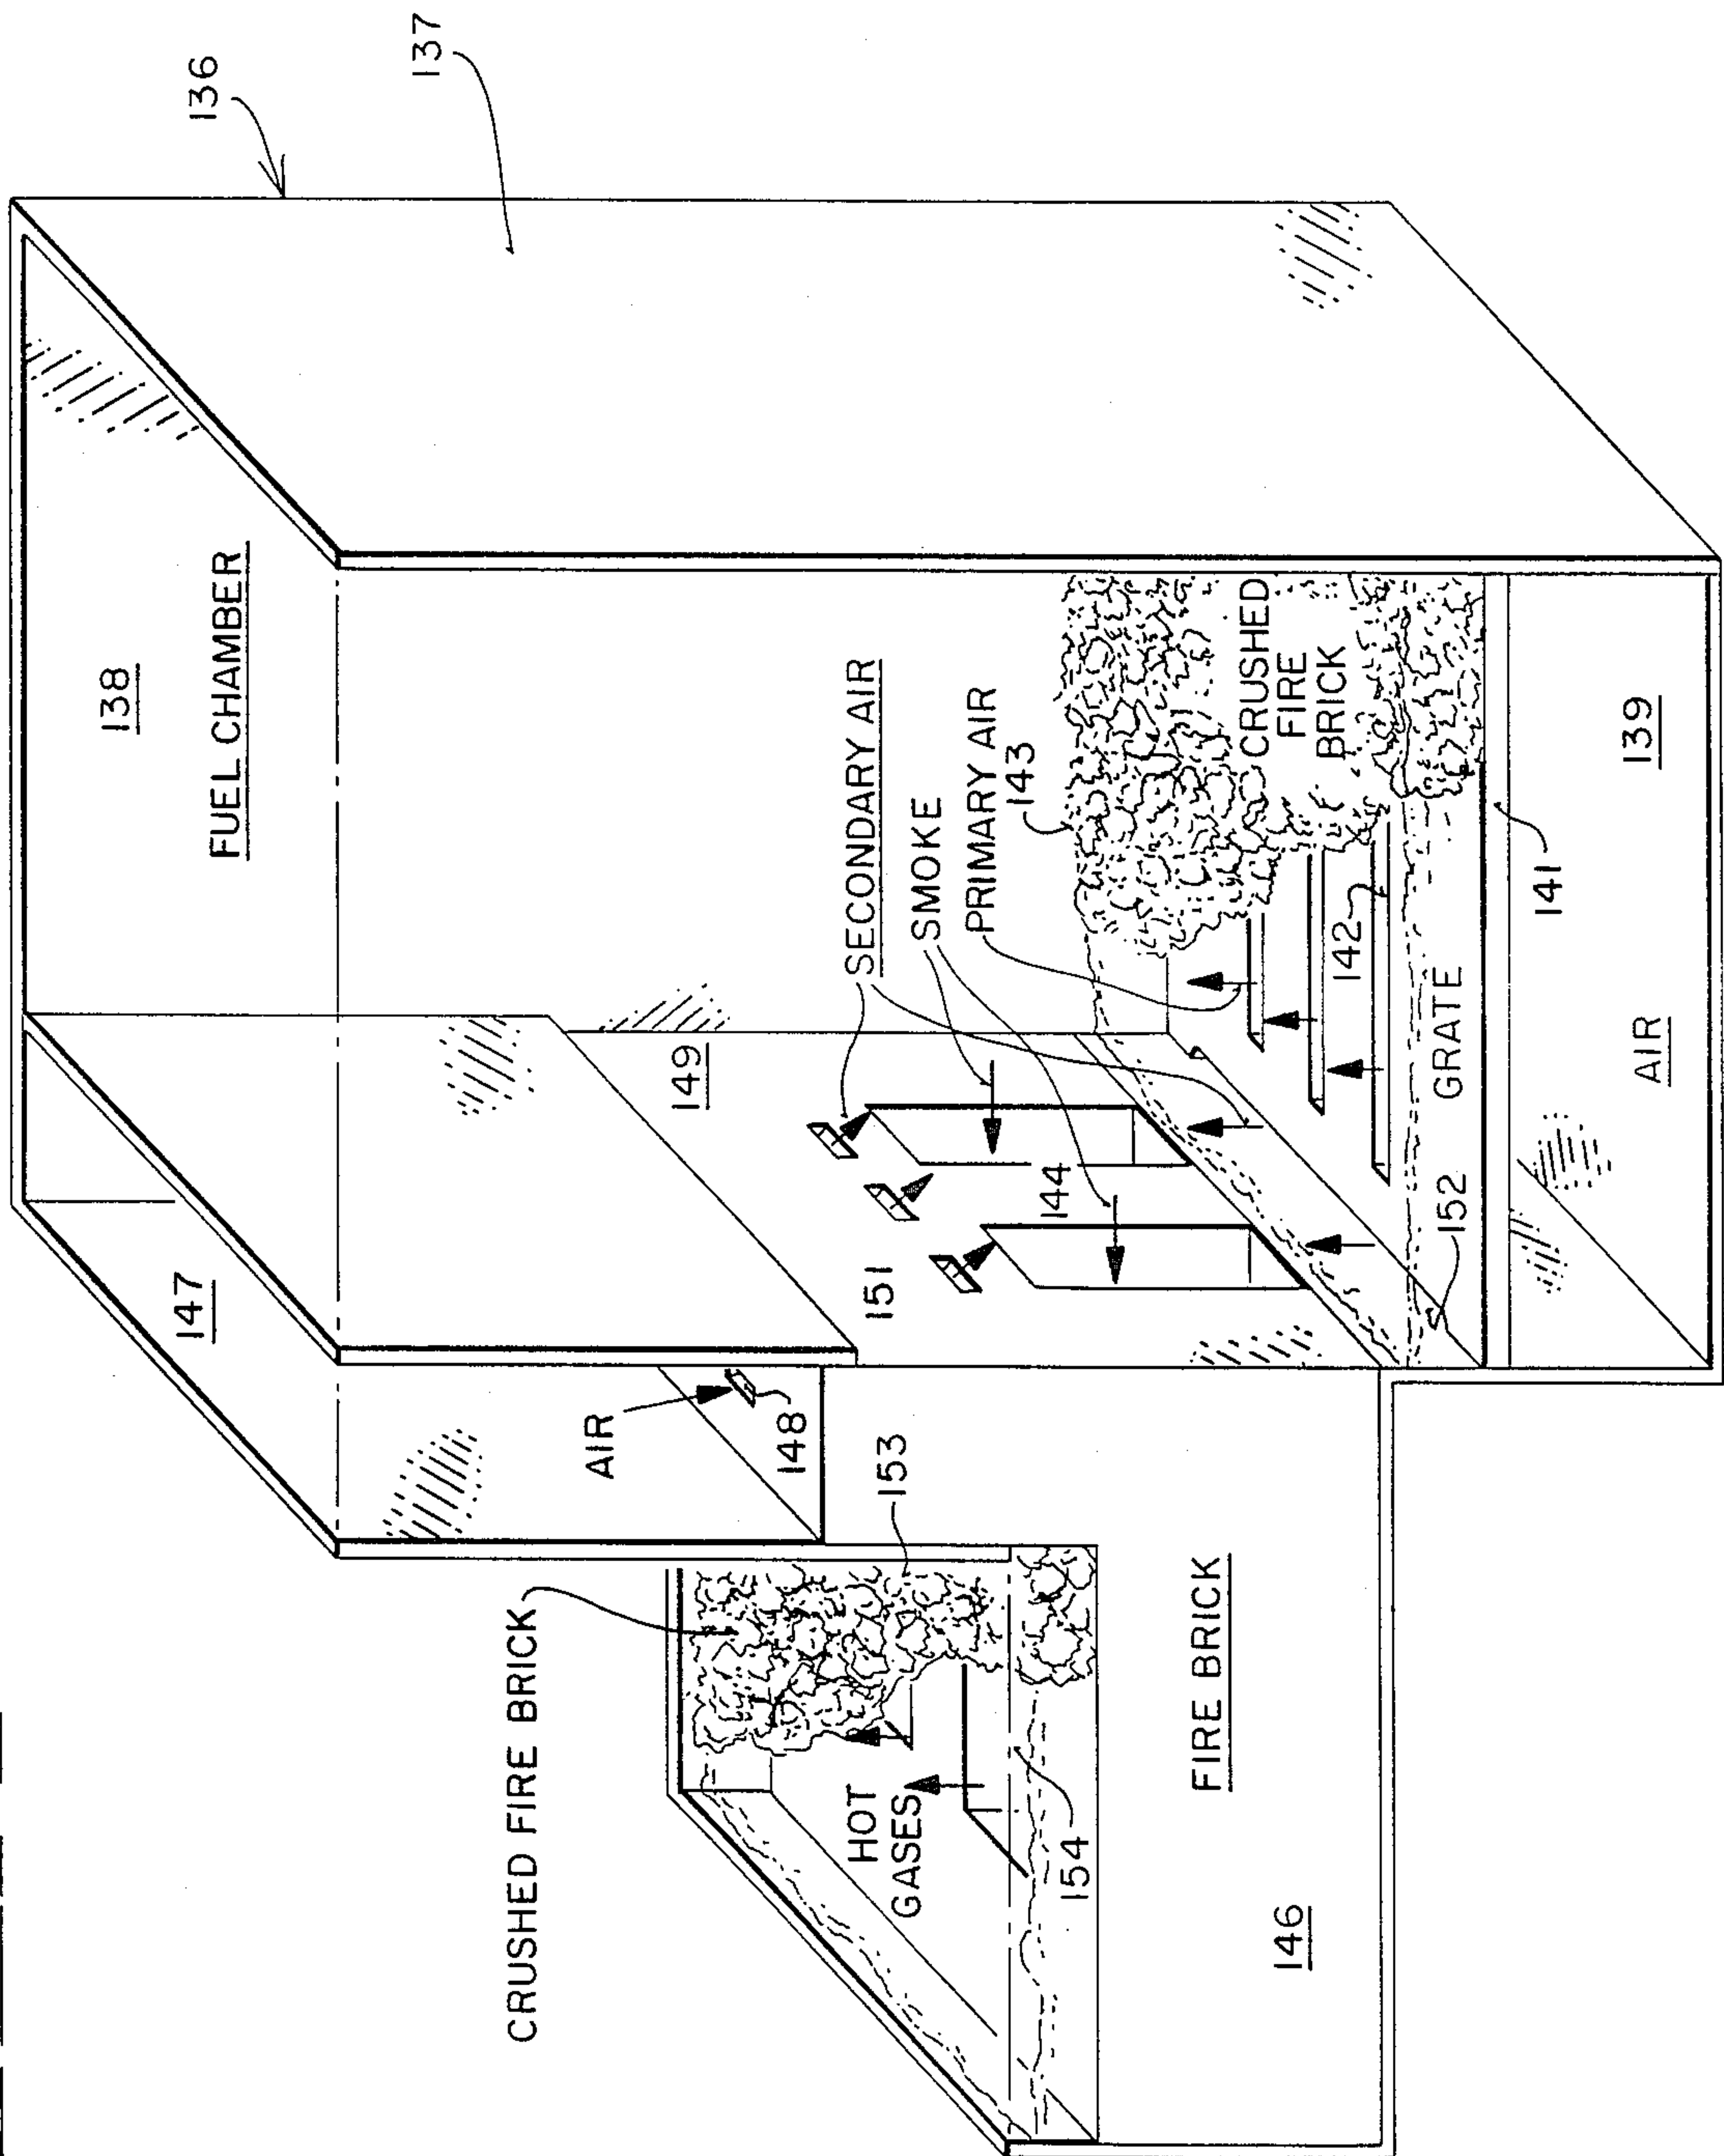 136
137
138
FUEL CHAMBER
147
AIR
148
149
SECONDARY AIR
SMOKE
PRIMARY AIR
143
CRUSHED
FIRE
BRICK
151
144
142
GRATE
152
141
AIR
139
CRUSHED FIRE BRICK
153
HOT
GASES
154
FIRE BRICK
146